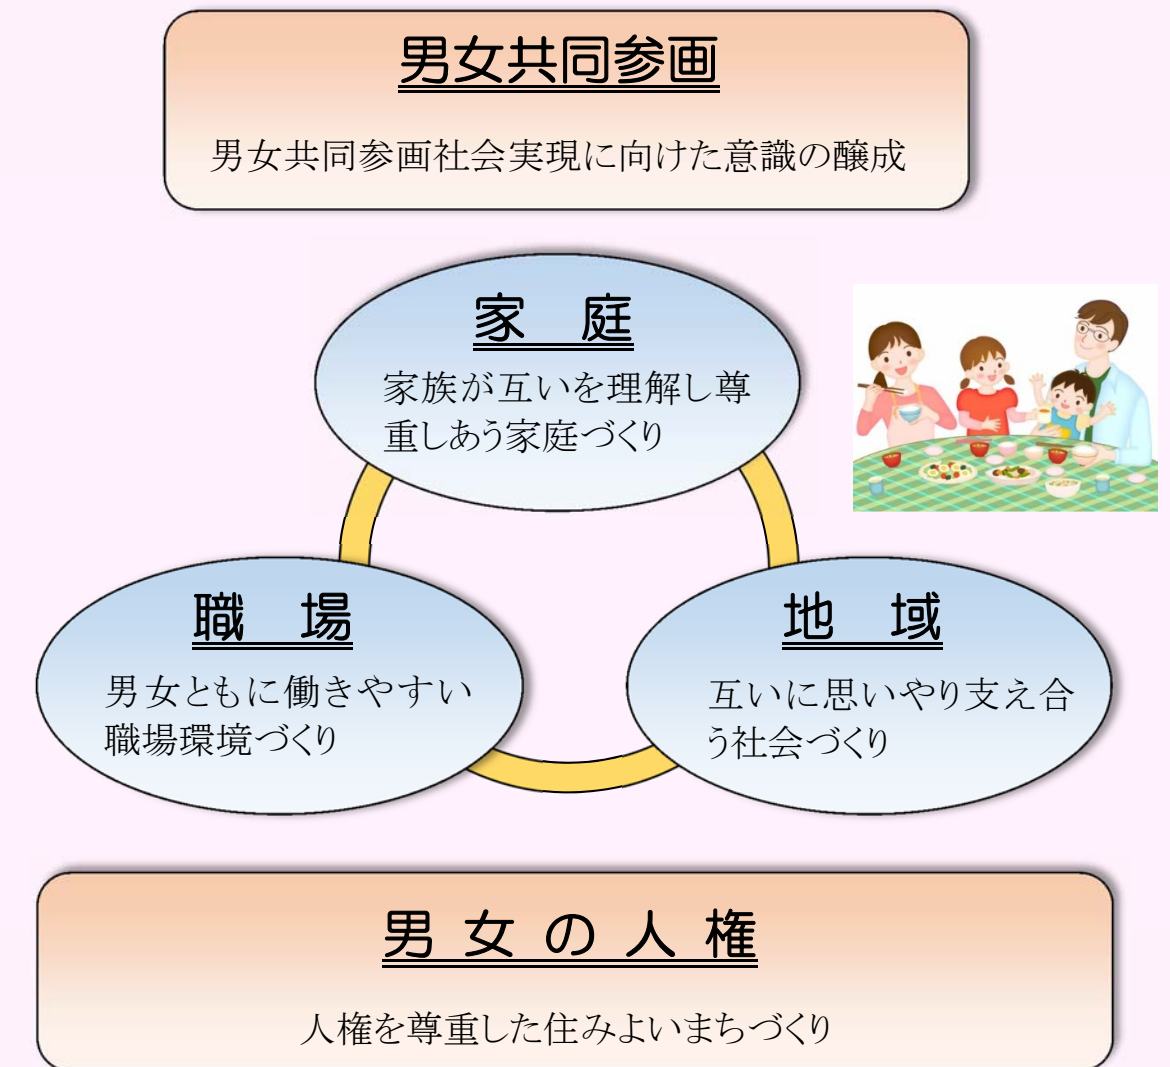 男女共同参画
男女共同参画社会実現に向けた意識の醸成
家　庭
家族が互いを理解し尊
重しあう家庭づくり
職　場
男女ともに働きやすい
職場環境づくり
地　域
互いに思いやり支え合
う社会づくり
男 女 の 人 権
人権を尊重した住みよいまちづくり